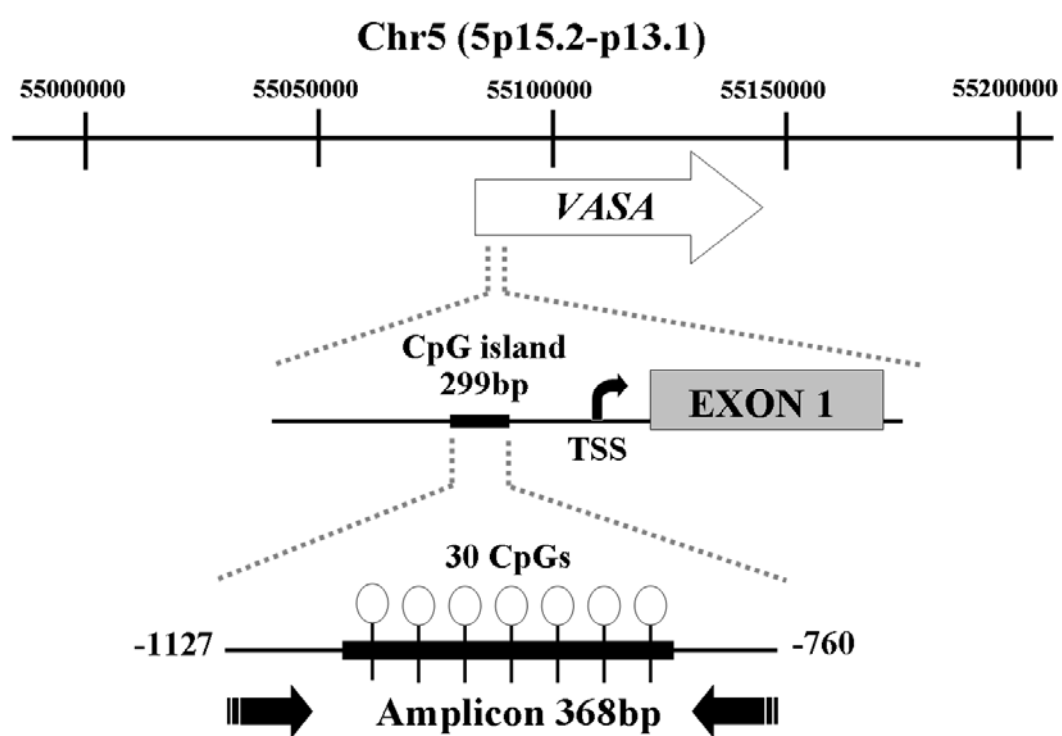 Chr5 (5p15.2-p13.1)
55000000 55050000 55100000 55150000 55200000
VASA
CpG island
299bp
EXON 1
TSS
30 CpGs
-1127 -760
Amplicon 368bp